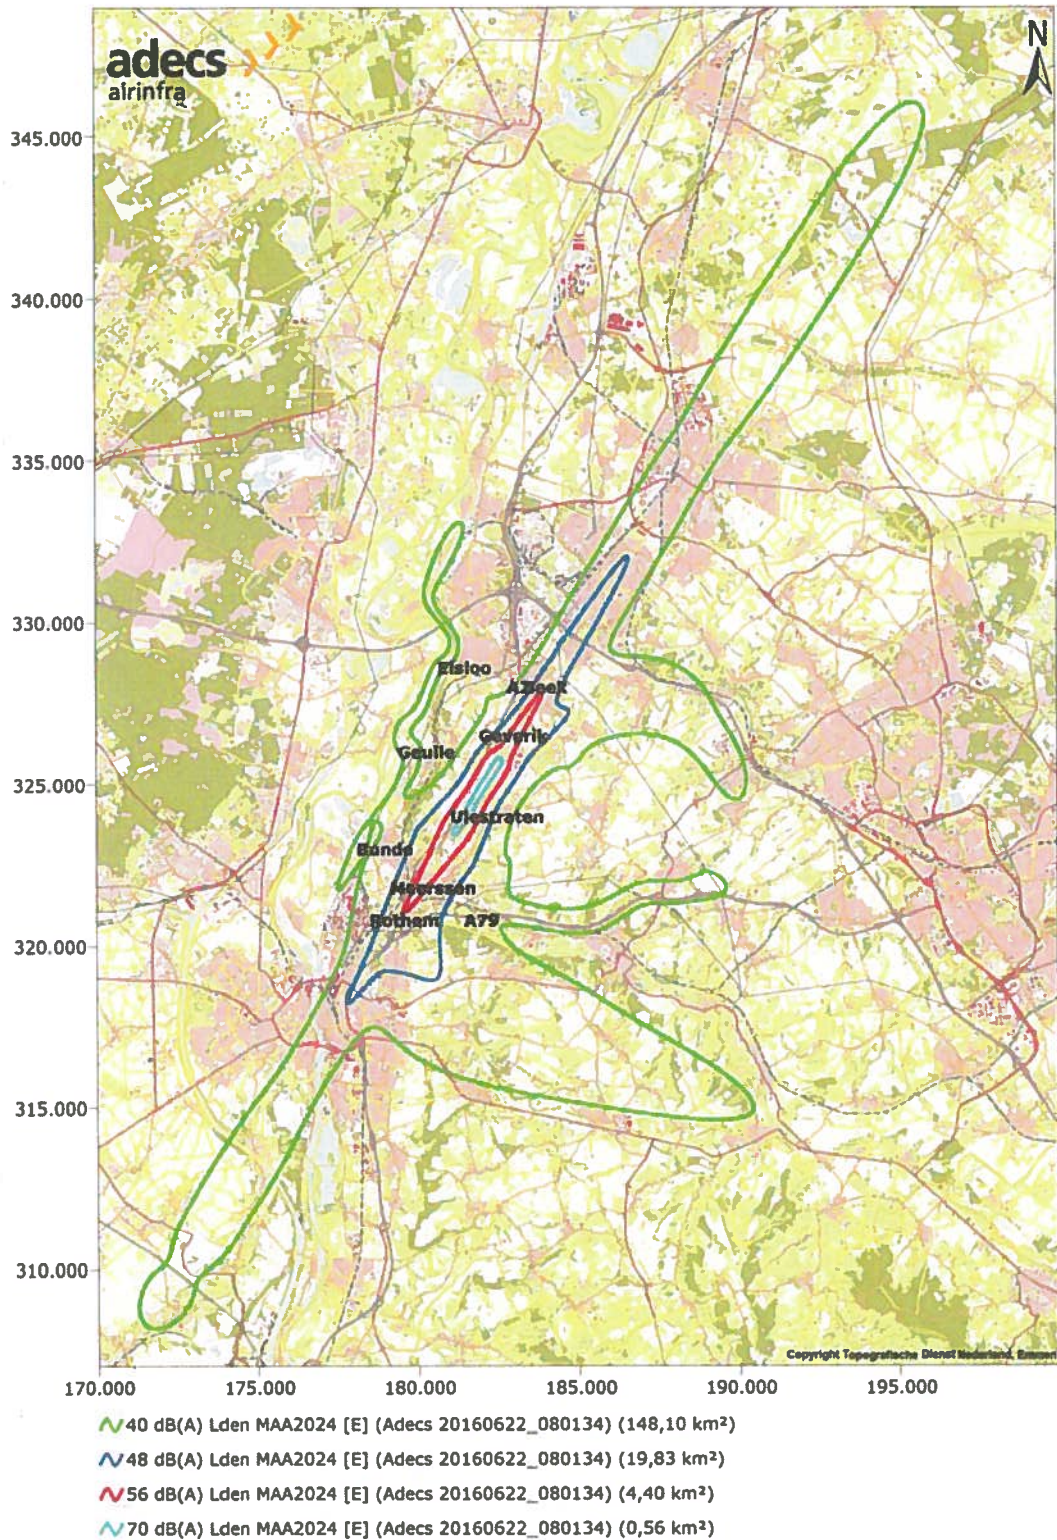 adecs
airinfra
N
345.000
340.000
335.000
330.000
325.000
320.000
315.000
310.000
Elsloo
Geverik
Geulle
Ulestraten
Bunde
Meerssen
Rothem A79
Copyright Topografische Dienst Nederland, Emmen
170.000 175.000 180.000 185.000 190.000 195.000
40 dB(A) Lden MAA2024 [E] (Adecs 20160622_080134) (148,10 km²)
48 dB(A) Lden MAA2024 [E] (Adecs 20160622_080134) (19,83 km²)
56 dB(A) Lden MAA2024 [E] (Adecs 20160622_080134) (4,40 km²)
70 dB(A) Lden MAA2024 [E] (Adecs 20160622_080134) (0,56 km²)